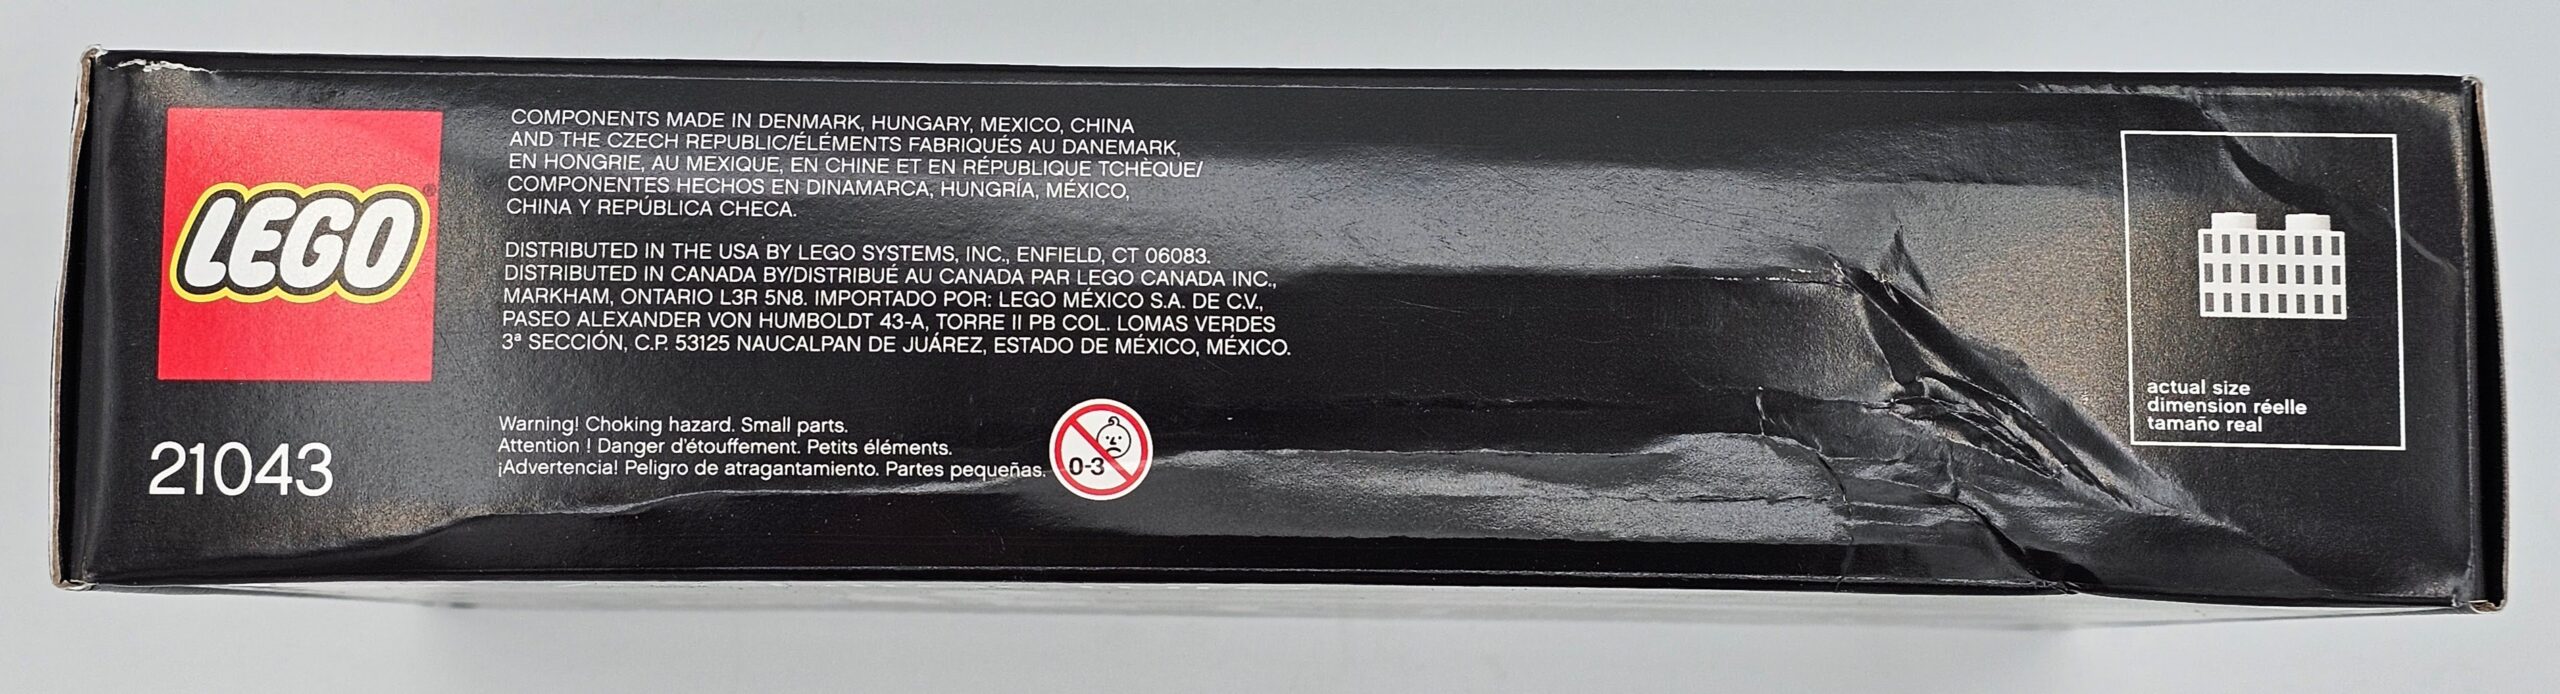 LEGO®
21043
COMPONENTS MADE IN DENMARK, HUNGARY, MEXICO, CHINA
AND THE CZECH REPUBLIC/ÉLÉMENTS FABRIQUÉS AU DANEMARK,
EN HONGRIE, AU MEXIQUE, EN CHINE ET EN RÉPUBLIQUE TCHÈQUE/
COMPONENTES HECHOS EN DINAMARCA, HUNGRÍA, MÉXICO,
CHINA Y REPÚBLICA CHECA.
DISTRIBUTED IN THE USA BY LEGO SYSTEMS, INC., ENFIELD, CT 06083.
DISTRIBUTED IN CANADA BY/DISTRIBUÉ AU CANADA PAR LEGO CANADA INC.,
MARKHAM, ONTARIO L3R 5N8. IMPORTADO POR: LEGO MÉXICO S.A. DE C.V.,
PASEO ALEXANDER VON HUMBOLDT 43-A, TORRE II PB COL. LOMAS VERDES
3ª SECCIÓN, C.P. 53125 NAUCALPAN DE JUÁREZ, ESTADO DE MÉXICO, MÉXICO.
Warning! Choking hazard. Small parts.
Attention ! Danger d'étouffement. Petits éléments.
¡Advertencia! Peligro de atragantamiento. Partes pequeñas.
0-3
actual size
dimension réelle
tamaño real